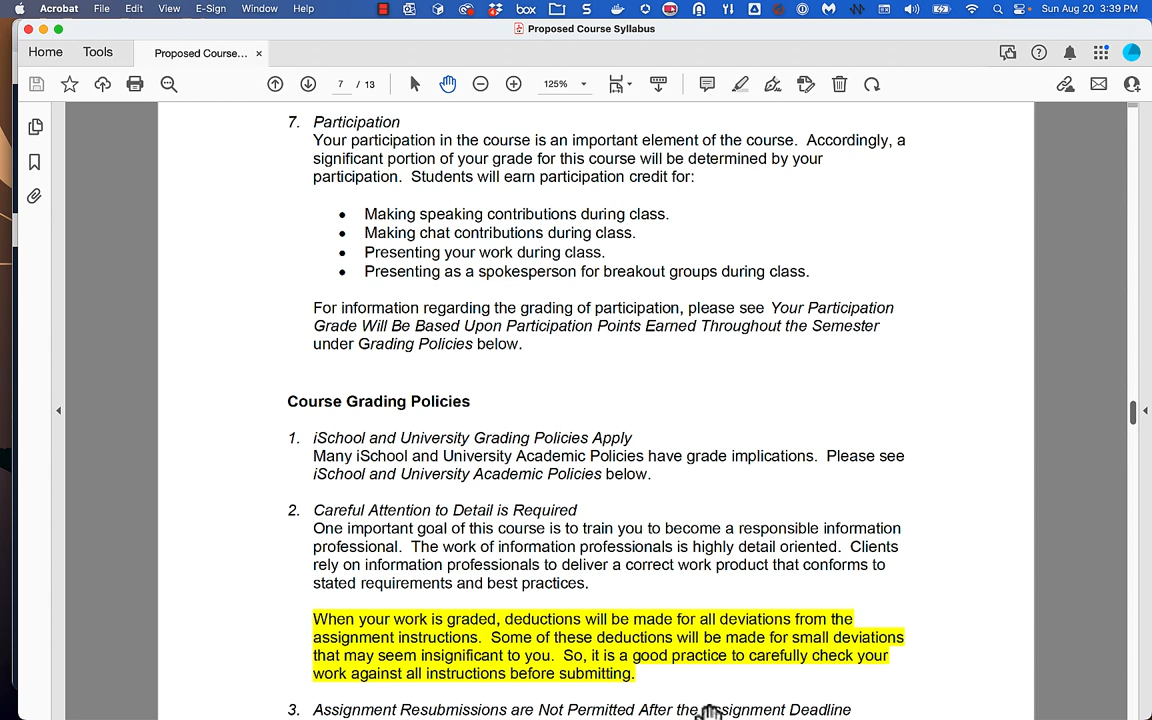 Acrobat File Edit View E-Sign Window Help box S Sun Aug 20 3:39 PM
Proposed Course Syllabus
Home Tools Proposed Course... ×
7 / 13 125%
7. Participation
Your participation in the course is an important element of the course. Accordingly, a
significant portion of your grade for this course will be determined by your
participation. Students will earn participation credit for:
• Making speaking contributions during class.
• Making chat contributions during class.
• Presenting your work during class.
• Presenting as a spokesperson for breakout groups during class.
For information regarding the grading of participation, please see Your Participation
Grade Will Be Based Upon Participation Points Earned Throughout the Semester
under Grading Policies below.
Course Grading Policies
1. iSchool and University Grading Policies Apply
Many iSchool and University Academic Policies have grade implications. Please see
iSchool and University Academic Policies below.
2. Careful Attention to Detail is Required
One important goal of this course is to train you to become a responsible information
professional. The work of information professionals is highly detail oriented. Clients
rely on information professionals to deliver a correct work product that conforms to
stated requirements and best practices.
When your work is graded, deductions will be made for all deviations from the
assignment instructions. Some of these deductions will be made for small deviations
that may seem insignificant to you. So, it is a good practice to carefully check your
work against all instructions before submitting.
3. Assignment Resubmissions are Not Permitted After the Assignment Deadline